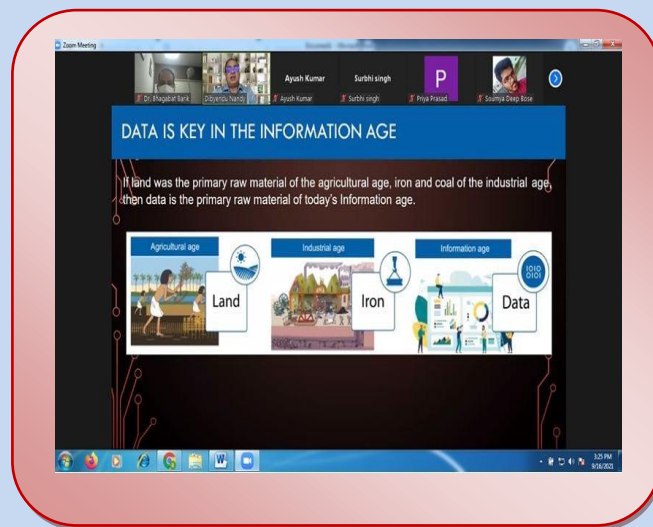 Zoom Meeting
Ayush Kumar
Surbhi singh
P
Dr. Bhagabat Barik
Dibyendu Nandy
Ayush Kumar
Surbhi singh
Priya Prasad
Soumya Deep Bose
DATA IS KEY IN THE INFORMATION AGE
If land was the primary raw material of the agricultural age, iron and coal of the industrial age,
then data is the primary raw material of today's Information age.
Agricultural age
Land
Industrial age
Iron
Information age
1010
0101
Data
3:25 PM
9/16/2021